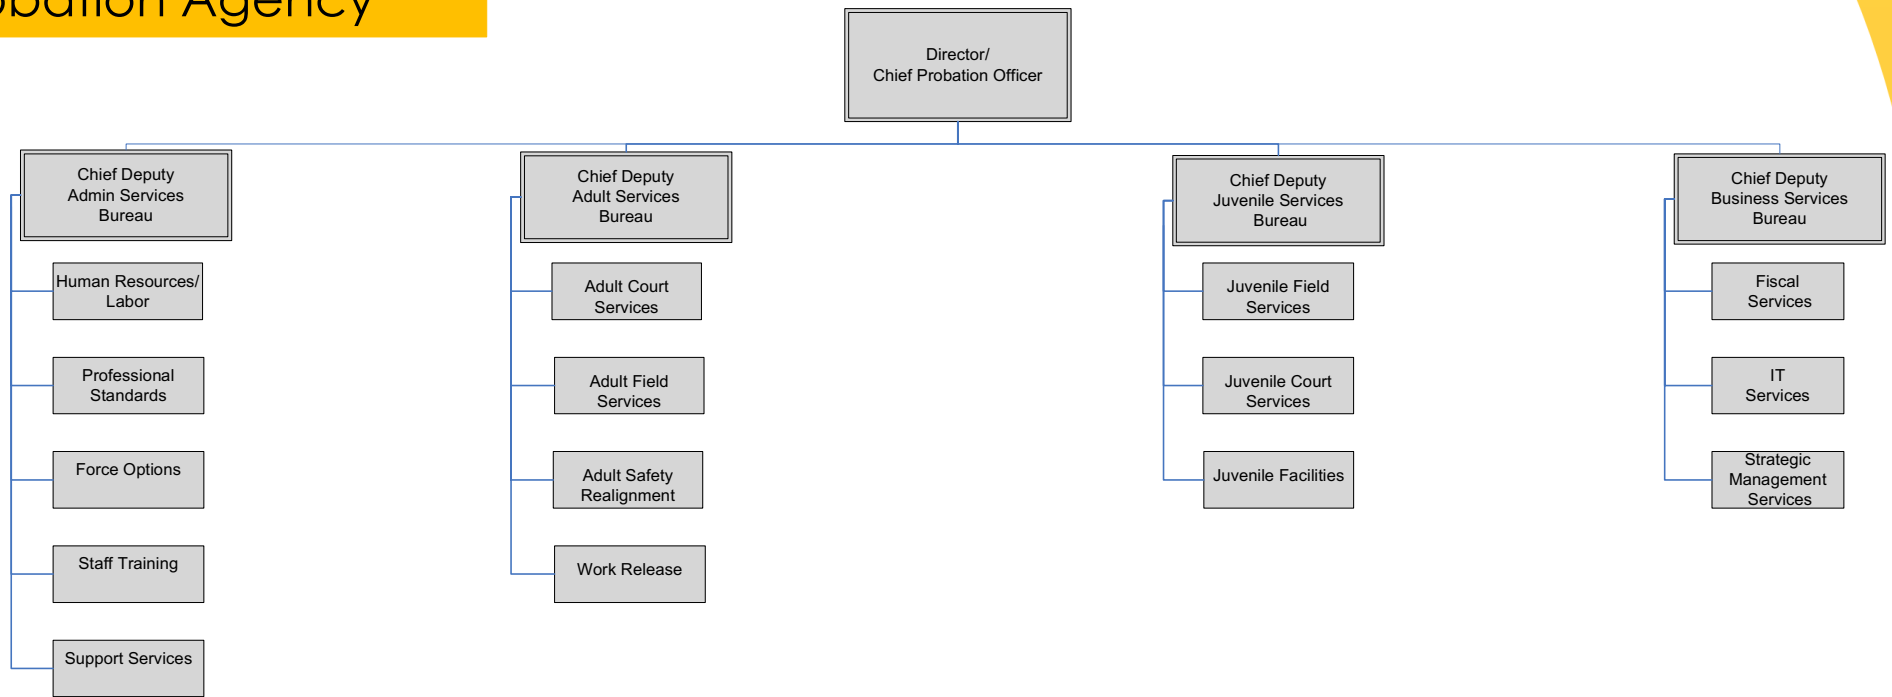 Agency
Director/
Chief Probation Officer
Chief Deputy
Admin Services
Bureau
Human Resources/
Labor
Professional
Standards
Force Options
Staff Training
Support Services
Chief Deputy
Adult Services
Bureau
Adult Court
Services
Adult Field
Services
Adult Safety
Realignment
Work Release
Chief Deputy
Juvenile Services
Bureau
Juvenile Field
Services
Juvenile Court
Services
Juvenile Facilities
Chief Deputy
Business Services
Bureau
Fiscal
Services
IT
Services
Strategic
Management
Services